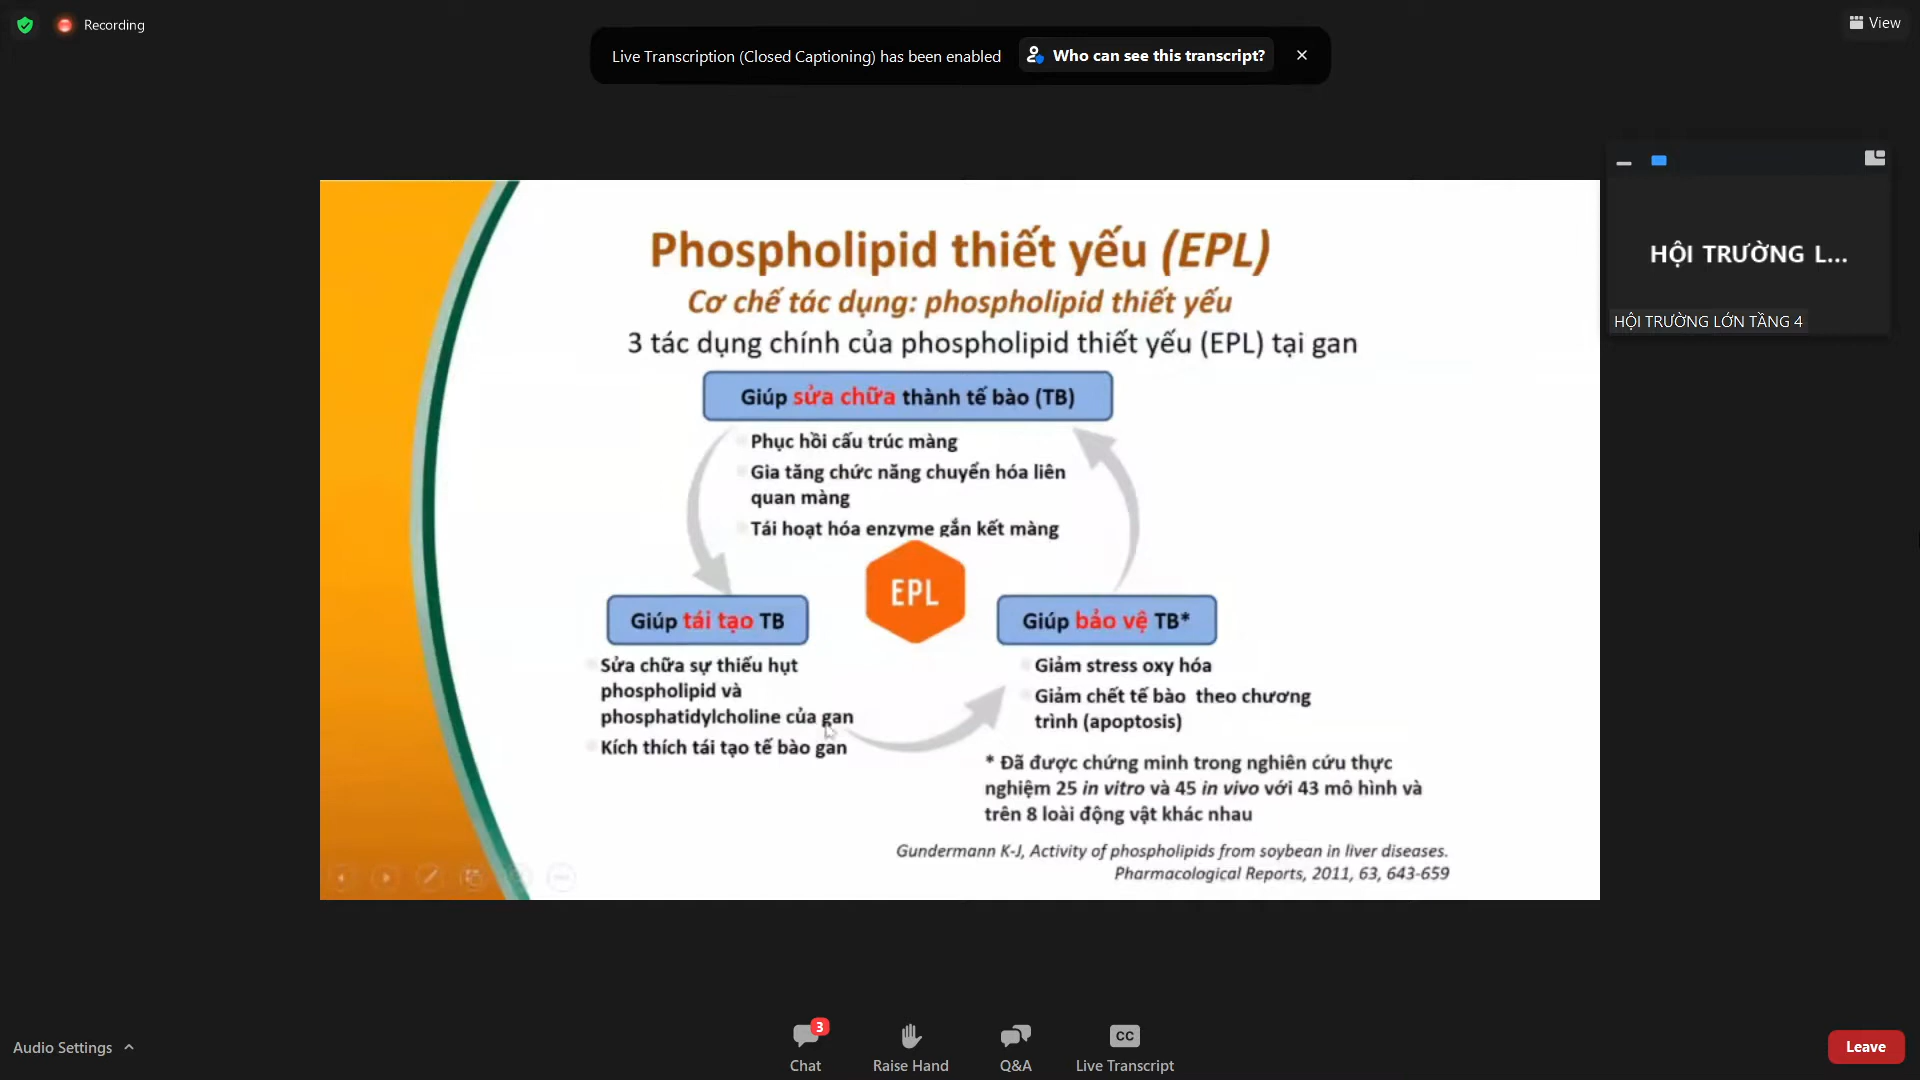 Recording
Live Transcription (Closed Captioning) has been enabled
Who can see this transcript?
View
HỘI TRƯỜNG L...
HỘI TRƯỜNG LỚN TẦNG 4
Phospholipid thiết yếu (EPL)
Cơ chế tác dụng: phospholipid thiết yếu
3 tác dụng chính của phospholipid thiết yếu (EPL) tại gan
Giúp sửa chữa thành tế bào (TB)
Phục hồi cấu trúc màng
Gia tăng chức năng chuyển hóa liên
quan màng
Tái hoạt hóa enzyme gắn kết màng
EPL
Giúp tái tạo TB
Sửa chữa sự thiếu hụt
phospholipid và
phosphatidylcholine của gan
Kích thích tái tạo tế bào gan
Giúp bảo vệ TB*
Giảm stress oxy hóa
Giảm chết tế bào theo chương
trình (apoptosis)
* Đã được chứng minh trong nghiên cứu thực
nghiệm 25 in vitro và 45 in vivo với 43 mô hình và
trên 8 loài động vật khác nhau
Gundermann K-J, Activity of phospholipids from soybean in liver diseases.
Pharmacological Reports, 2011, 63, 643-659
Audio Settings
3
Chat
Raise Hand
Q&A
CC
Live Transcript
Leave